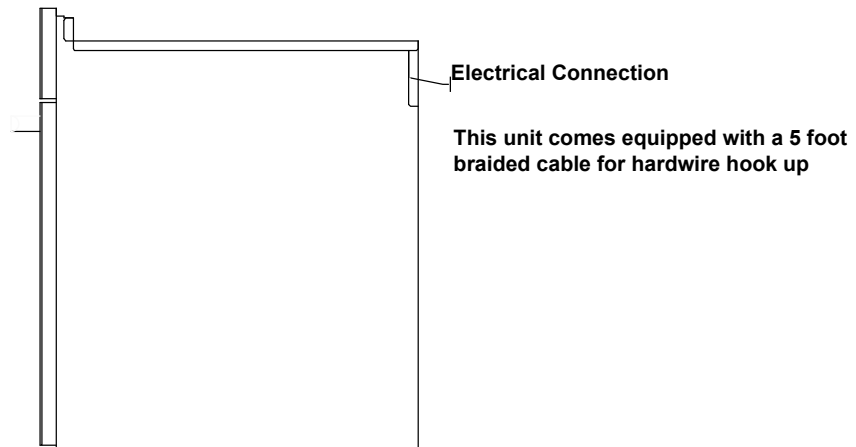 Electrical Connection
This unit comes equipped with a 5 foot
braided cable for hardwire hook up